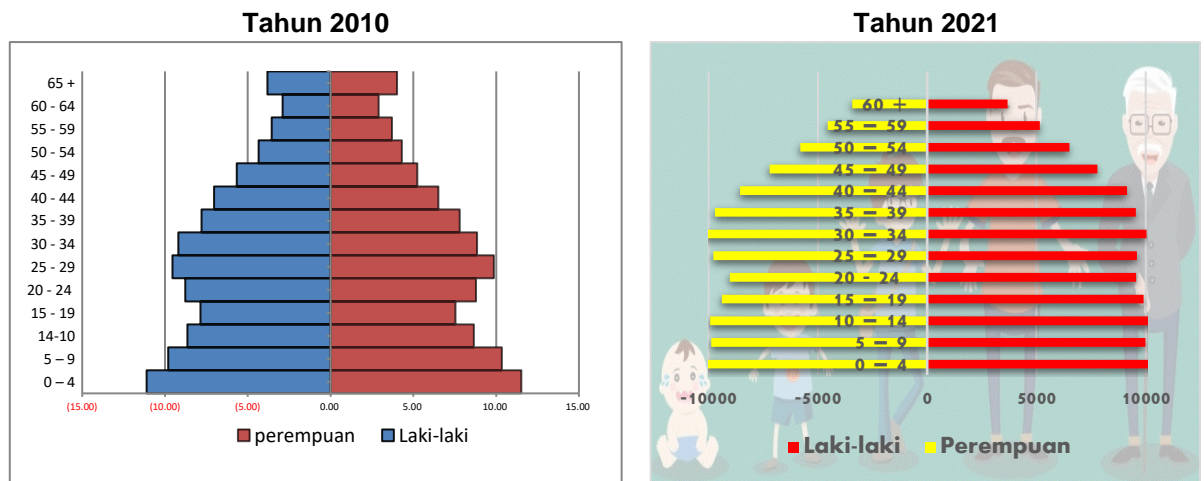 Tahun 2010
65 +
60 - 64
55 - 59
50 - 54
45 - 49
40 - 44
35 - 39
30 - 34
25 - 29
20 - 24
15 - 19
14-10
5 – 9
0 – 4
(15.00) (10.00) (5.00) 0.00 5.00 10.00 15.00
perempuan Laki-laki
Tahun 2021
60 +
55 – 59
50 – 54
45 – 49
40 – 44
35 – 39
30 – 34
25 – 29
20 - 24
15 – 19
10 – 14
5 – 9
0 – 4
-10000 -5000 0 5000 10000
Laki-laki Perempuan